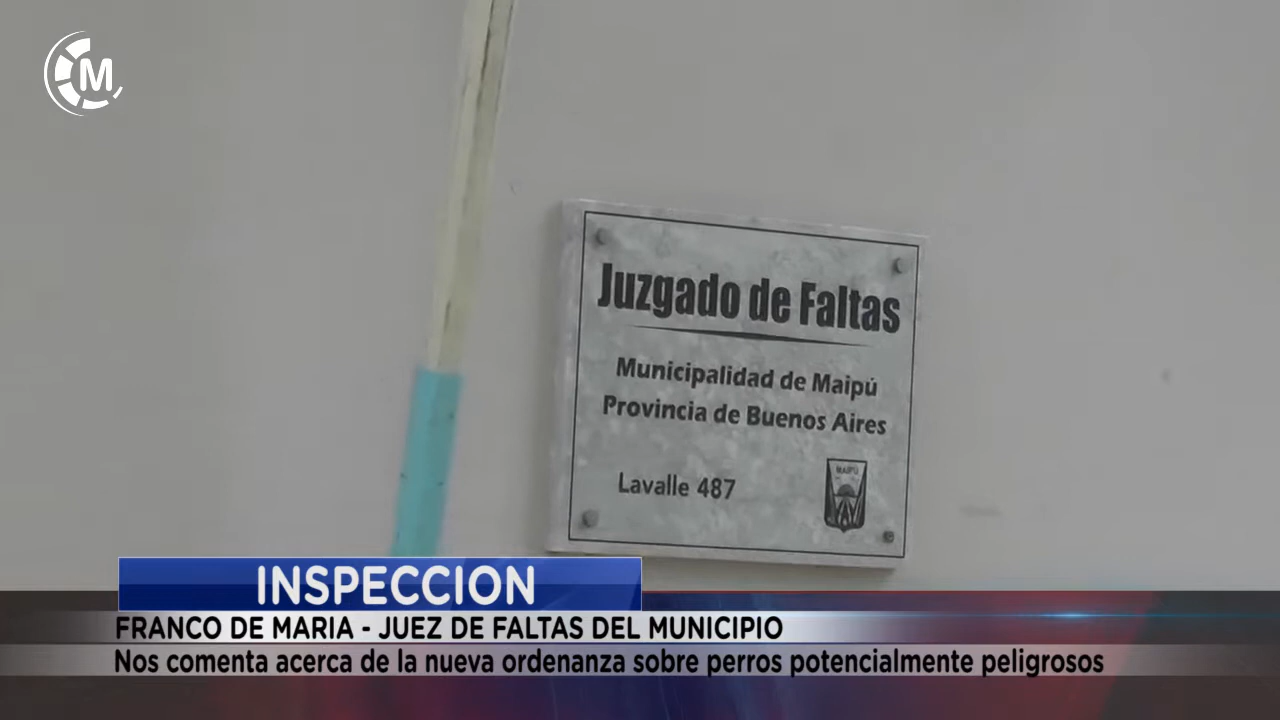 M
Juzgado de Faltas
Municipalidad de Maipú
Provincia de Buenos Aires
Lavalle 487
MAIPÚ
INSPECCION
FRANCO DE MARIA - JUEZ DE FALTAS DEL MUNICIPIO
Nos comenta acerca de la nueva ordenanza sobre perros potencialmente peligrosos